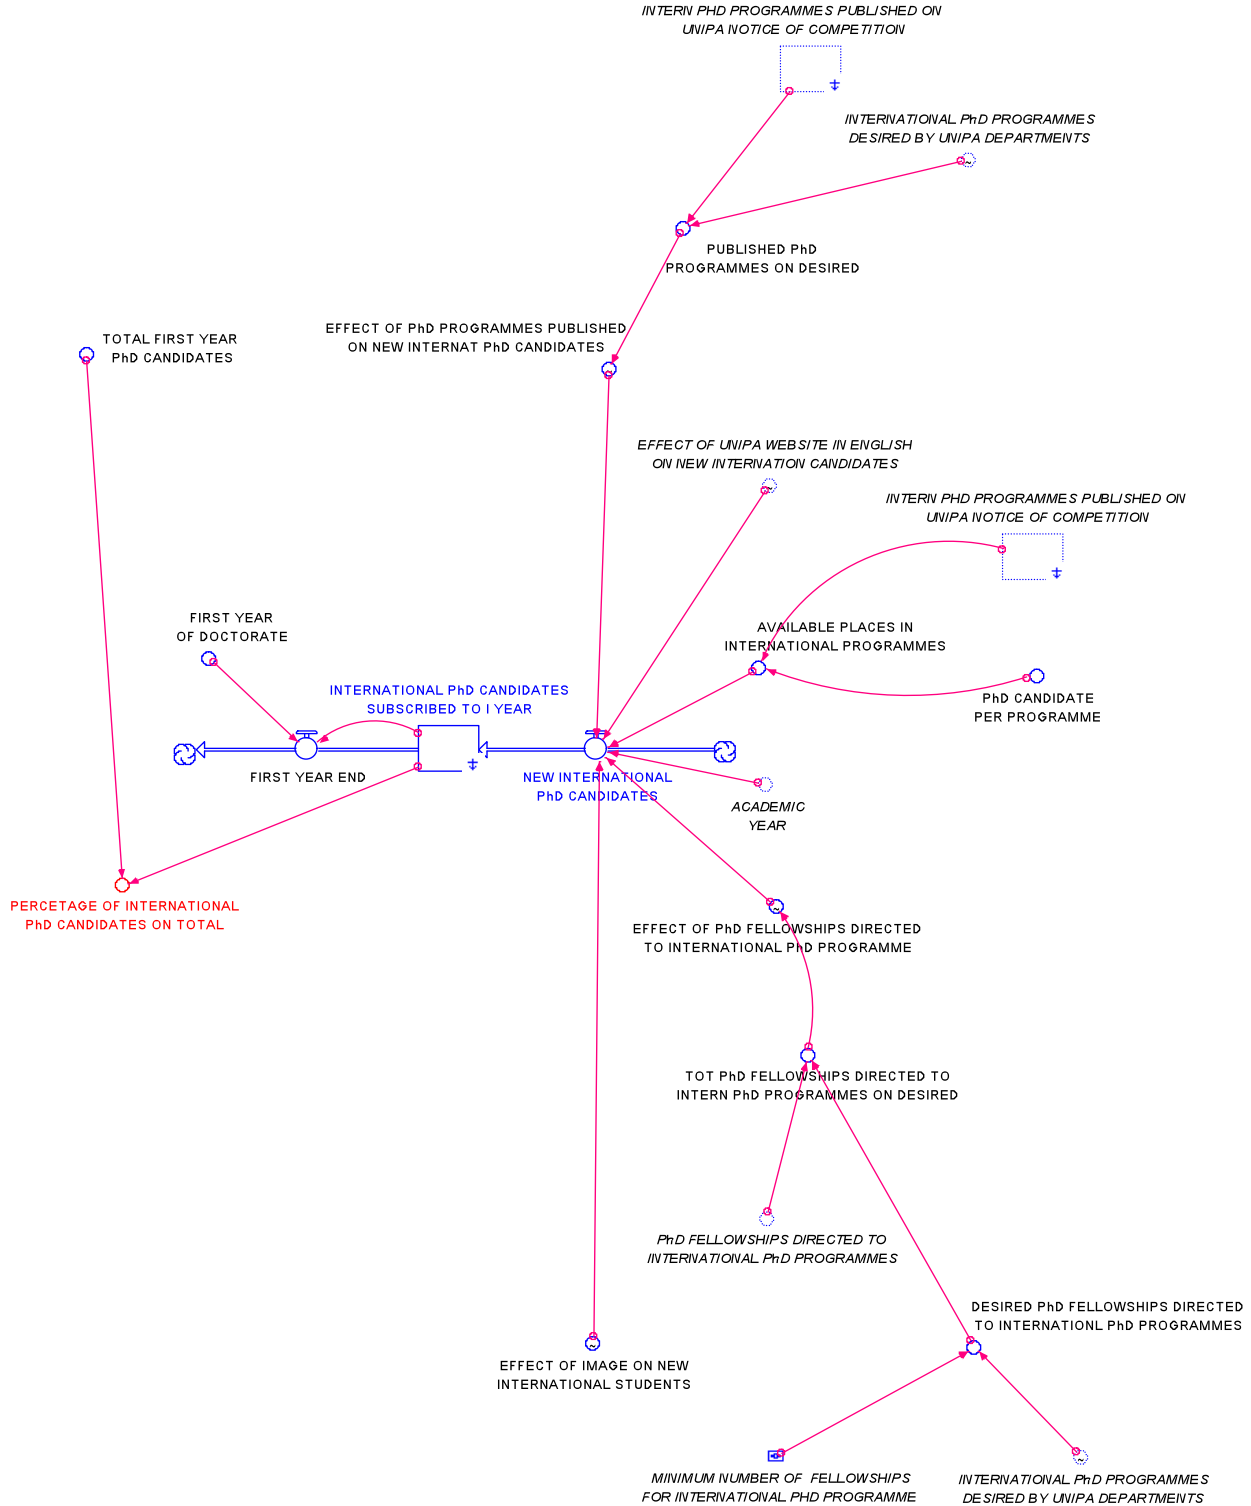 INTERN PHD PROGRAMMES PUBLISHED ON
UNIPA NOTICE OF COMPETITION
INTERNATIONAL PhD PROGRAMMES
DESIRED BY UNIPA DEPARTMENTS
PUBLISHED PhD
PROGRAMMES ON DESIRED
EFFECT OF PhD PROGRAMMES PUBLISHED
ON NEW INTERNAT PhD CANDIDATES
TOTAL FIRST YEAR
PhD CANDIDATES
EFFECT OF UNIPA WEBSITE IN ENGLISH
ON NEW INTERNATION CANDIDATES
INTERN PHD PROGRAMMES PUBLISHED ON
UNIPA NOTICE OF COMPETITION
FIRST YEAR
OF DOCTORATE
AVAILABLE PLACES IN
INTERNATIONAL PROGRAMMES
INTERNATIONAL PhD CANDIDATES
SUBSCRIBED TO I YEAR
PhD CANDIDATE
PER PROGRAMME
FIRST YEAR END
NEW INTERNATIONAL
PhD CANDIDATES
ACADEMIC
YEAR
PERCETAGE OF INTERNATIONAL
PhD CANDIDATES ON TOTAL
EFFECT OF PhD FELLOWSHIPS DIRECTED
TO INTERNATIONAL PhD PROGRAMME
TOT PhD FELLOWSHIPS DIRECTED TO
INTERN PhD PROGRAMMES ON DESIRED
PhD FELLOWSHIPS DIRECTED TO
INTERNATIONAL PhD PROGRAMMES
DESIRED PhD FELLOWSHIPS DIRECTED
TO INTERNATIONL PhD PROGRAMMES
EFFECT OF IMAGE ON NEW
INTERNATIONAL STUDENTS
MINIMUM NUMBER OF FELLOWSHIPS
FOR INTERNATIONAL PHD PROGRAMME
INTERNATIONAL PhD PROGRAMMES
DESIRED BY UNIPA DEPARTMENTS